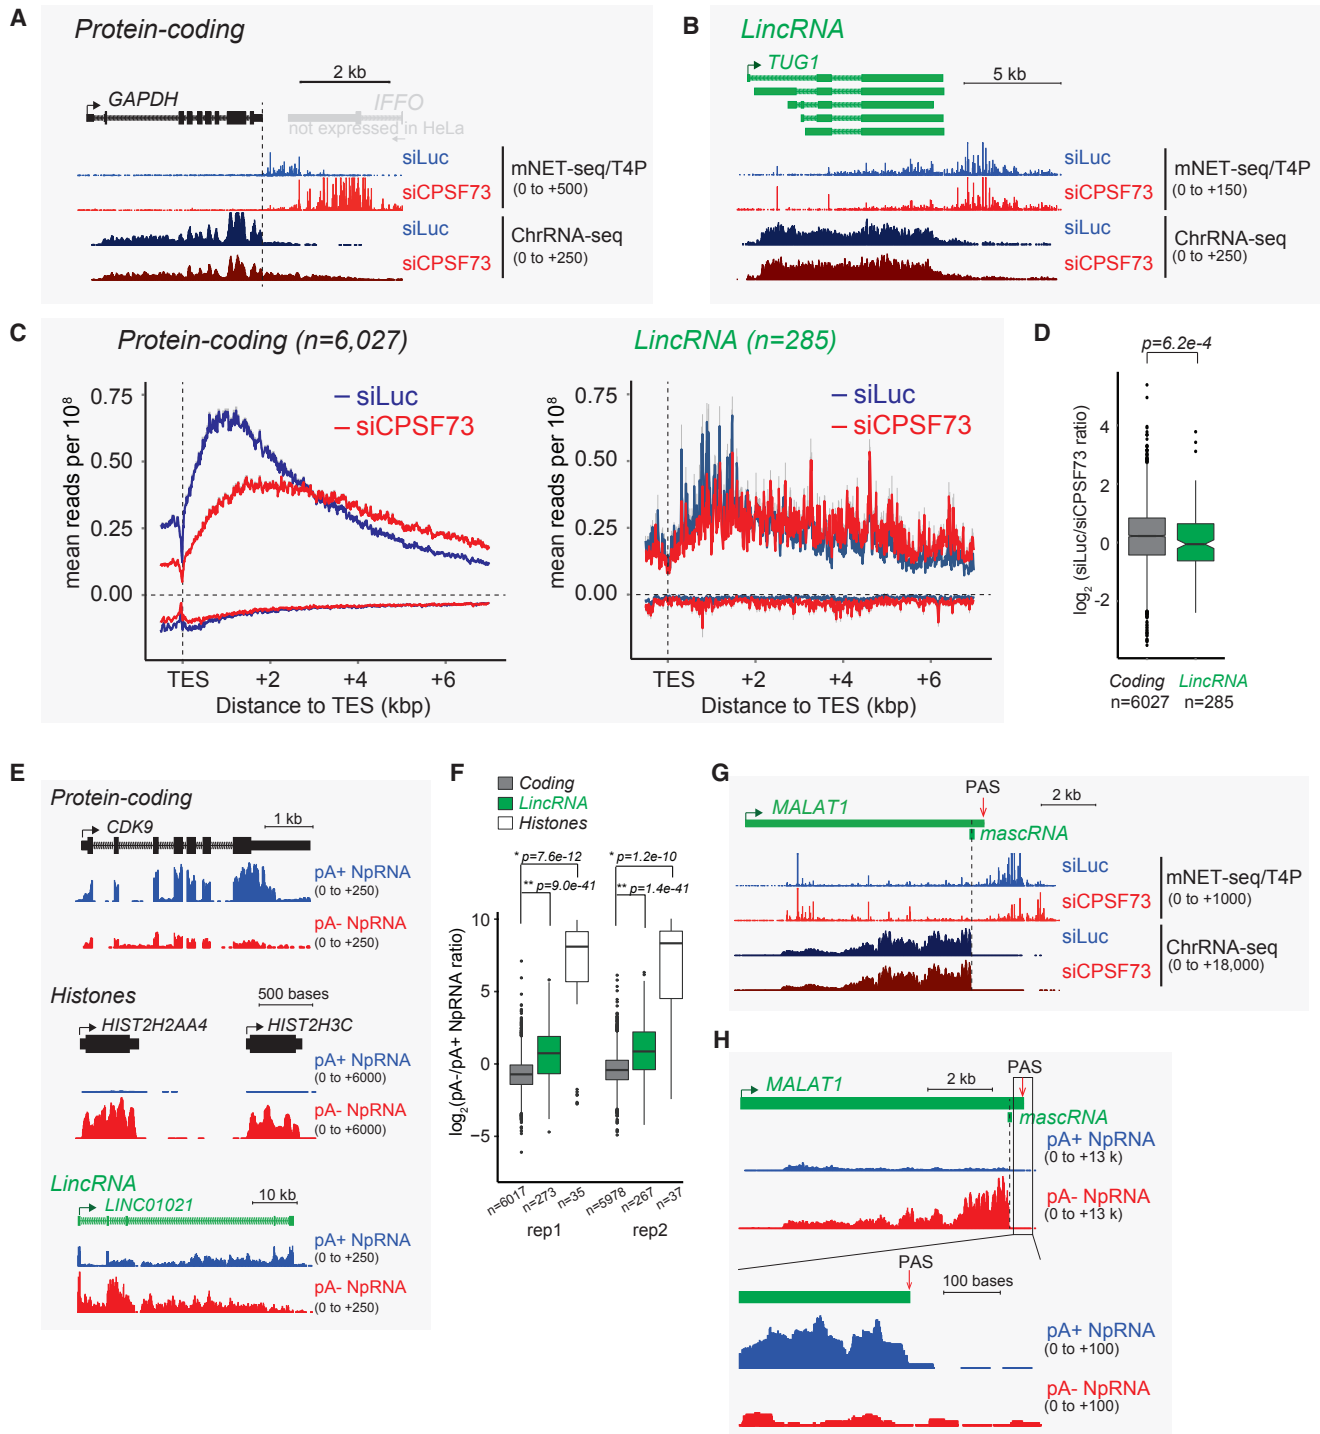 A
Protein-coding
2 kb
GAPDH
IFFO
not expressed in HeLa
siLuc
siCPSF73
mNET-seq/T4P
(0 to +500)
siLuc
siCPSF73
ChrRNA-seq
(0 to +250)
B
LincRNA
TUG1
5 kb
siLuc
siCPSF73
mNET-seq/T4P
(0 to +150)
siLuc
siCPSF73
ChrRNA-seq
(0 to +250)
C
Protein-coding (n=6,027)
mean reads per 10⁸
0.75
0.50
0.25
0.00
siLuc
siCPSF73
TES +2 +4 +6
Distance to TES (kbp)
LincRNA (n=285)
mean reads per 10⁸
0.75
0.50
0.25
0.00
siLuc
siCPSF73
TES +2 +4 +6
Distance to TES (kbp)
D
p=6.2e-4
log₂ (siLuc/siCPSF73 ratio)
4
2
0
-2
Coding LincRNA
n=6027 n=285
E
Protein-coding
1 kb
CDK9
pA+ NpRNA
(0 to +250)
pA- NpRNA
(0 to +250)
Histones
500 bases
HIST2H2AA4 HIST2H3C
pA+ NpRNA
(0 to +6000)
pA- NpRNA
(0 to +6000)
LincRNA
LINC01021
10 kb
pA+ NpRNA
(0 to +250)
pA- NpRNA
(0 to +250)
F
Coding
LincRNA
Histones
* p=7.6e-12 * p=1.2e-10
** p=9.0e-41 ** p=1.4e-41
log₂(pA-/pA+ NpRNA ratio)
10
5
0
−5
n=6017 n=273 n=35 n=5978 n=267 n=37
rep1 rep2
G
PAS
2 kb
MALAT1
mascRNA
siLuc
siCPSF73
mNET-seq/T4P
(0 to +1000)
siLuc
siCPSF73
ChrRNA-seq
(0 to +18,000)
H
PAS
MALAT1
2 kb
mascRNA
pA+ NpRNA
(0 to +13 k)
pA- NpRNA
(0 to +13 k)
PAS
100 bases
pA+ NpRNA
(0 to +100)
pA- NpRNA
(0 to +100)